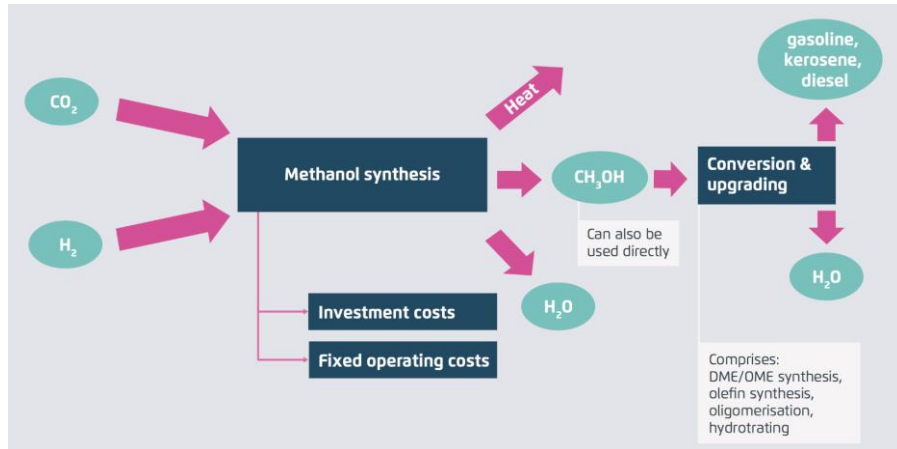 gasoline,
kerosene,
diesel
CO₂
Heat
Methanol synthesis
CH₃OH
Conversion &
upgrading
H₂
Can also be
used directly
H₂O
H₂O
Investment costs
Fixed operating costs
Comprises:
DME/OME synthesis,
olefin synthesis,
oligomerisation,
hydrotrating